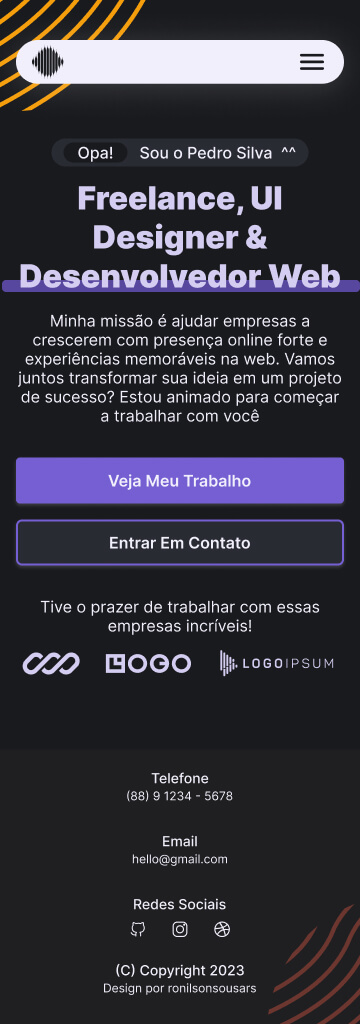 Opa! Sou o Pedro Silva ^^
Freelance, UI
Designer &
Desenvolvedor Web
Minha missão é ajudar empresas a
crescerem com presença online forte e
experiências memoráveis na web. Vamos
juntos transformar sua ideia em um projeto
de sucesso? Estou animado para começar
a trabalhar com você
Veja Meu Trabalho
Entrar Em Contato
Tive o prazer de trabalhar com essas
empresas incríveis!
LOGO LOGOIPSUM
Telefone
(88) 9 1234 - 5678
Email
hello@gmail.com
Redes Sociais
(C) Copyright 2023
Design por ronilsonsousars